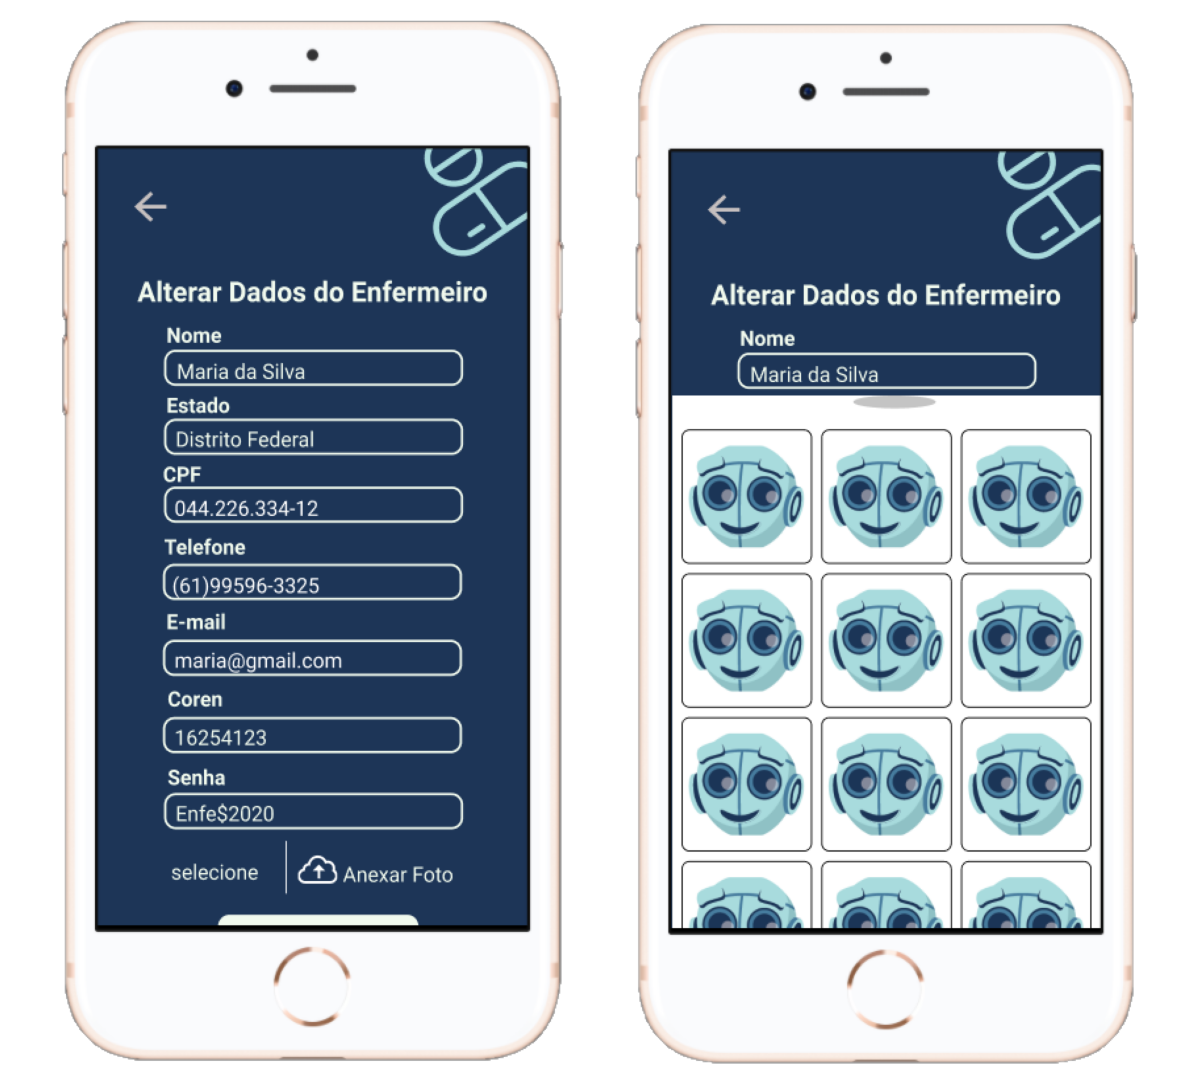 Alterar Dados do Enfermeiro
Nome
Maria da Silva
Estado
Distrito Federal
CPF
044.226.334-12
Telefone
(61)99596-3325
E-mail
maria@gmail.com
Coren
16254123
Senha
Enfe$2020
selecione
Anexar Foto
Alterar Dados do Enfermeiro
Nome
Maria da Silva